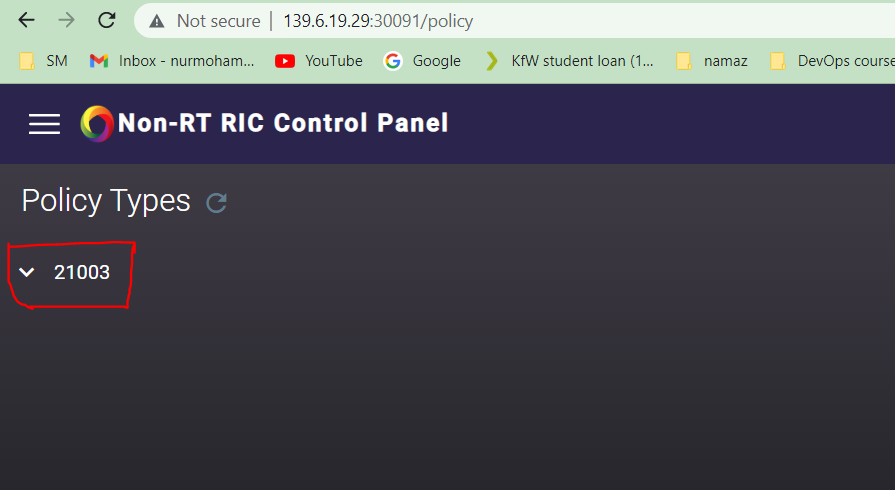 Not secure | 139.6.19.29:30091/policy
SM Inbox - nurmoham... YouTube Google KfW student loan (1... namaz DevOps course
Non-RT RIC Control Panel
Policy Types
21003